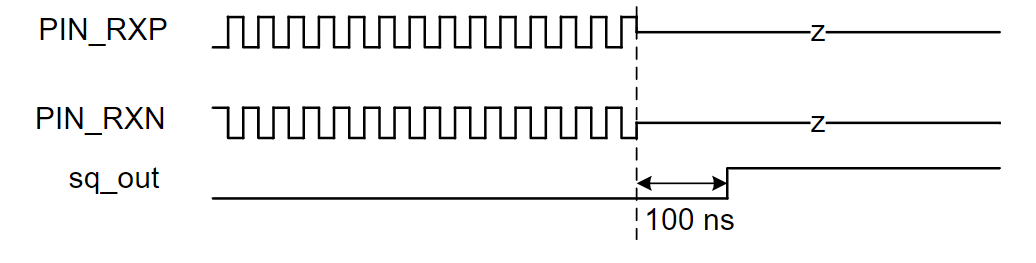 PIN_RXP
Z
PIN_RXN
Z
sq_out
100 ns